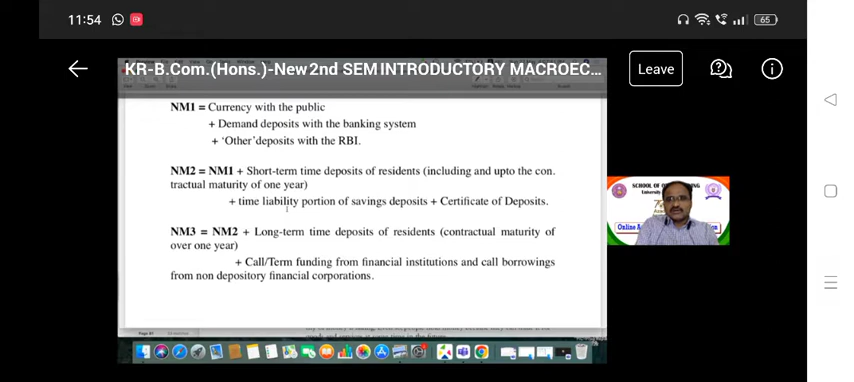 11:54
65
KR-B.Com.(Hons.)-New 2nd SEM INTRODUCTORY MACROEC...
Leave
NM1 = Currency with the public
+ Demand deposits with the banking system
+ ‘Other’ deposits with the RBI.
NM2 = NM1 + Short-term time deposits of residents (including and upto the con.
tractual maturity of one year)
+ time liability portion of savings deposits + Certificate of Deposits.
NM3 = NM2 + Long-term time deposits of residents (contractual maturity of
over one year)
+ Call/Term funding from financial institutions and call borrowings
from non depository financial corporations.
SCHOOL OF
University
Online